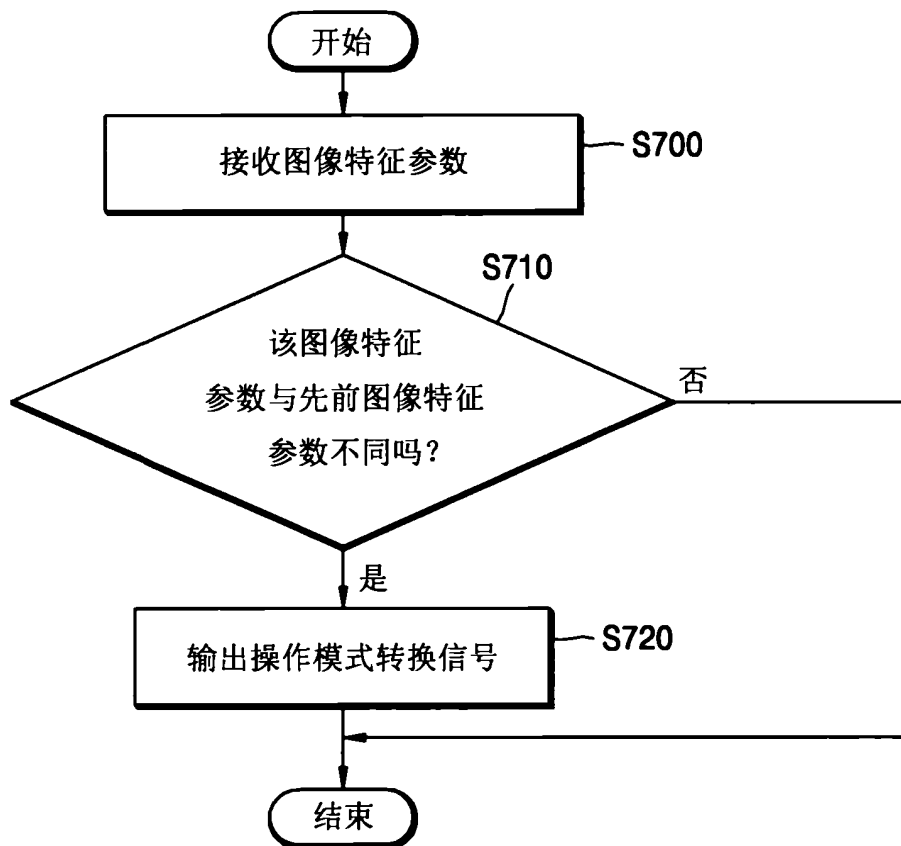 开始
接收图像特征参数
S700
S710
该图像特征
参数与先前图像特征
参数不同吗?
否
是
输出操作模式转换信号
S720
结束